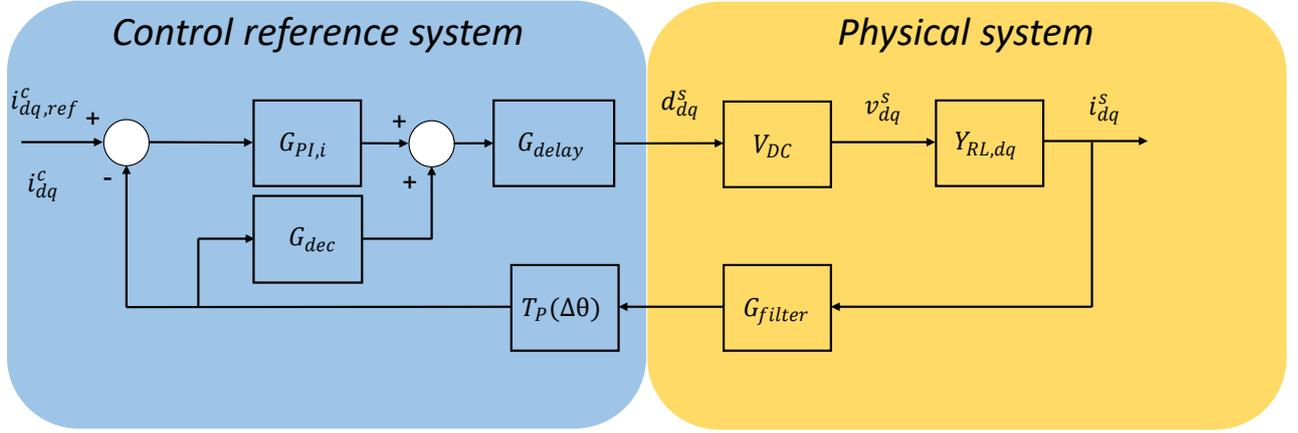 Control reference system
Physical system
i^c_{dq,ref}
+
i^c_{dq}
-
G_{PI,i}
+
+
G_{delay}
d^s_{dq}
V_{DC}
v^s_{dq}
Y_{RL,dq}
i^s_{dq}
G_{dec}
T_P(Δθ)
G_{filter}